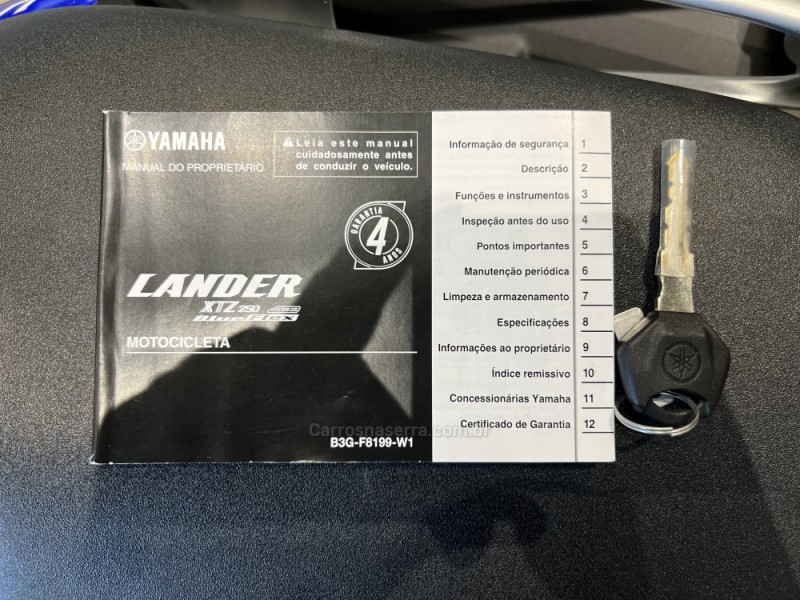 YAMAHA
MANUAL DO PROPRIETÁRIO
Leia este manual
cuidadosamente antes
de conduzir o veículo.
GARANTIA
4
ANOS
LANDER
XTZ250 ABS
BlueFlex
MOTOCICLETA
B3G-F8199-W1
Informação de segurança 1
Descrição 2
Funções e instrumentos 3
Inspeção antes do uso 4
Pontos importantes 5
Manutenção periódica 6
Limpeza e armazenamento 7
Especificações 8
Informações ao proprietário 9
Índice remissivo 10
Concessionárias Yamaha 11
Certificado de Garantia 12
Carrosnaserra.com.br